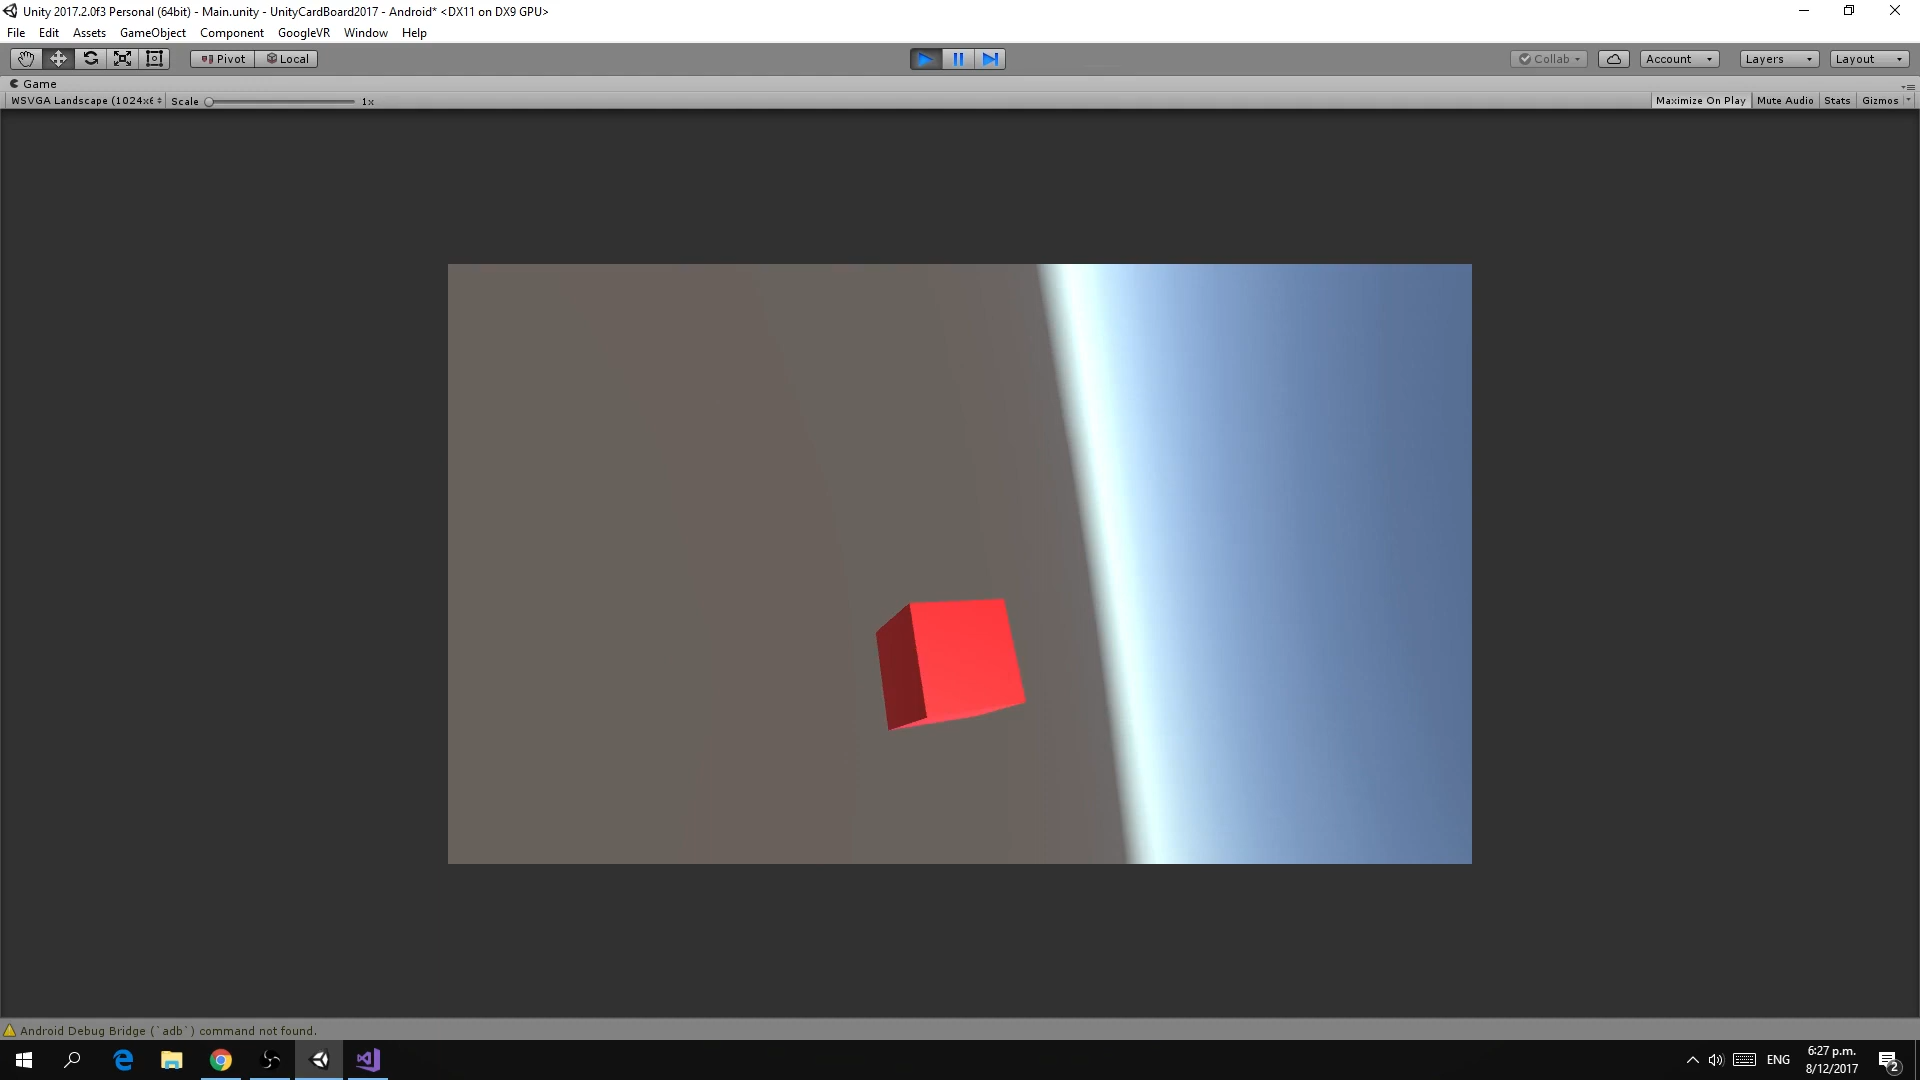 Unity 2017.2.0f3 Personal (64bit) - Main.unity - UnityCardBoard2017 - Android* <DX11 on DX9 GPU>
File Edit Assets GameObject Component GoogleVR Window Help
Pivot Local Collab Account Layers Layout
Game
WSVGA Landscape (1024x6 Scale 1x Maximize On Play Mute Audio Stats Gizmos
Android Debug Bridge (`adb`) command not found.
ENG
6:27 p.m.
8/12/2017
2